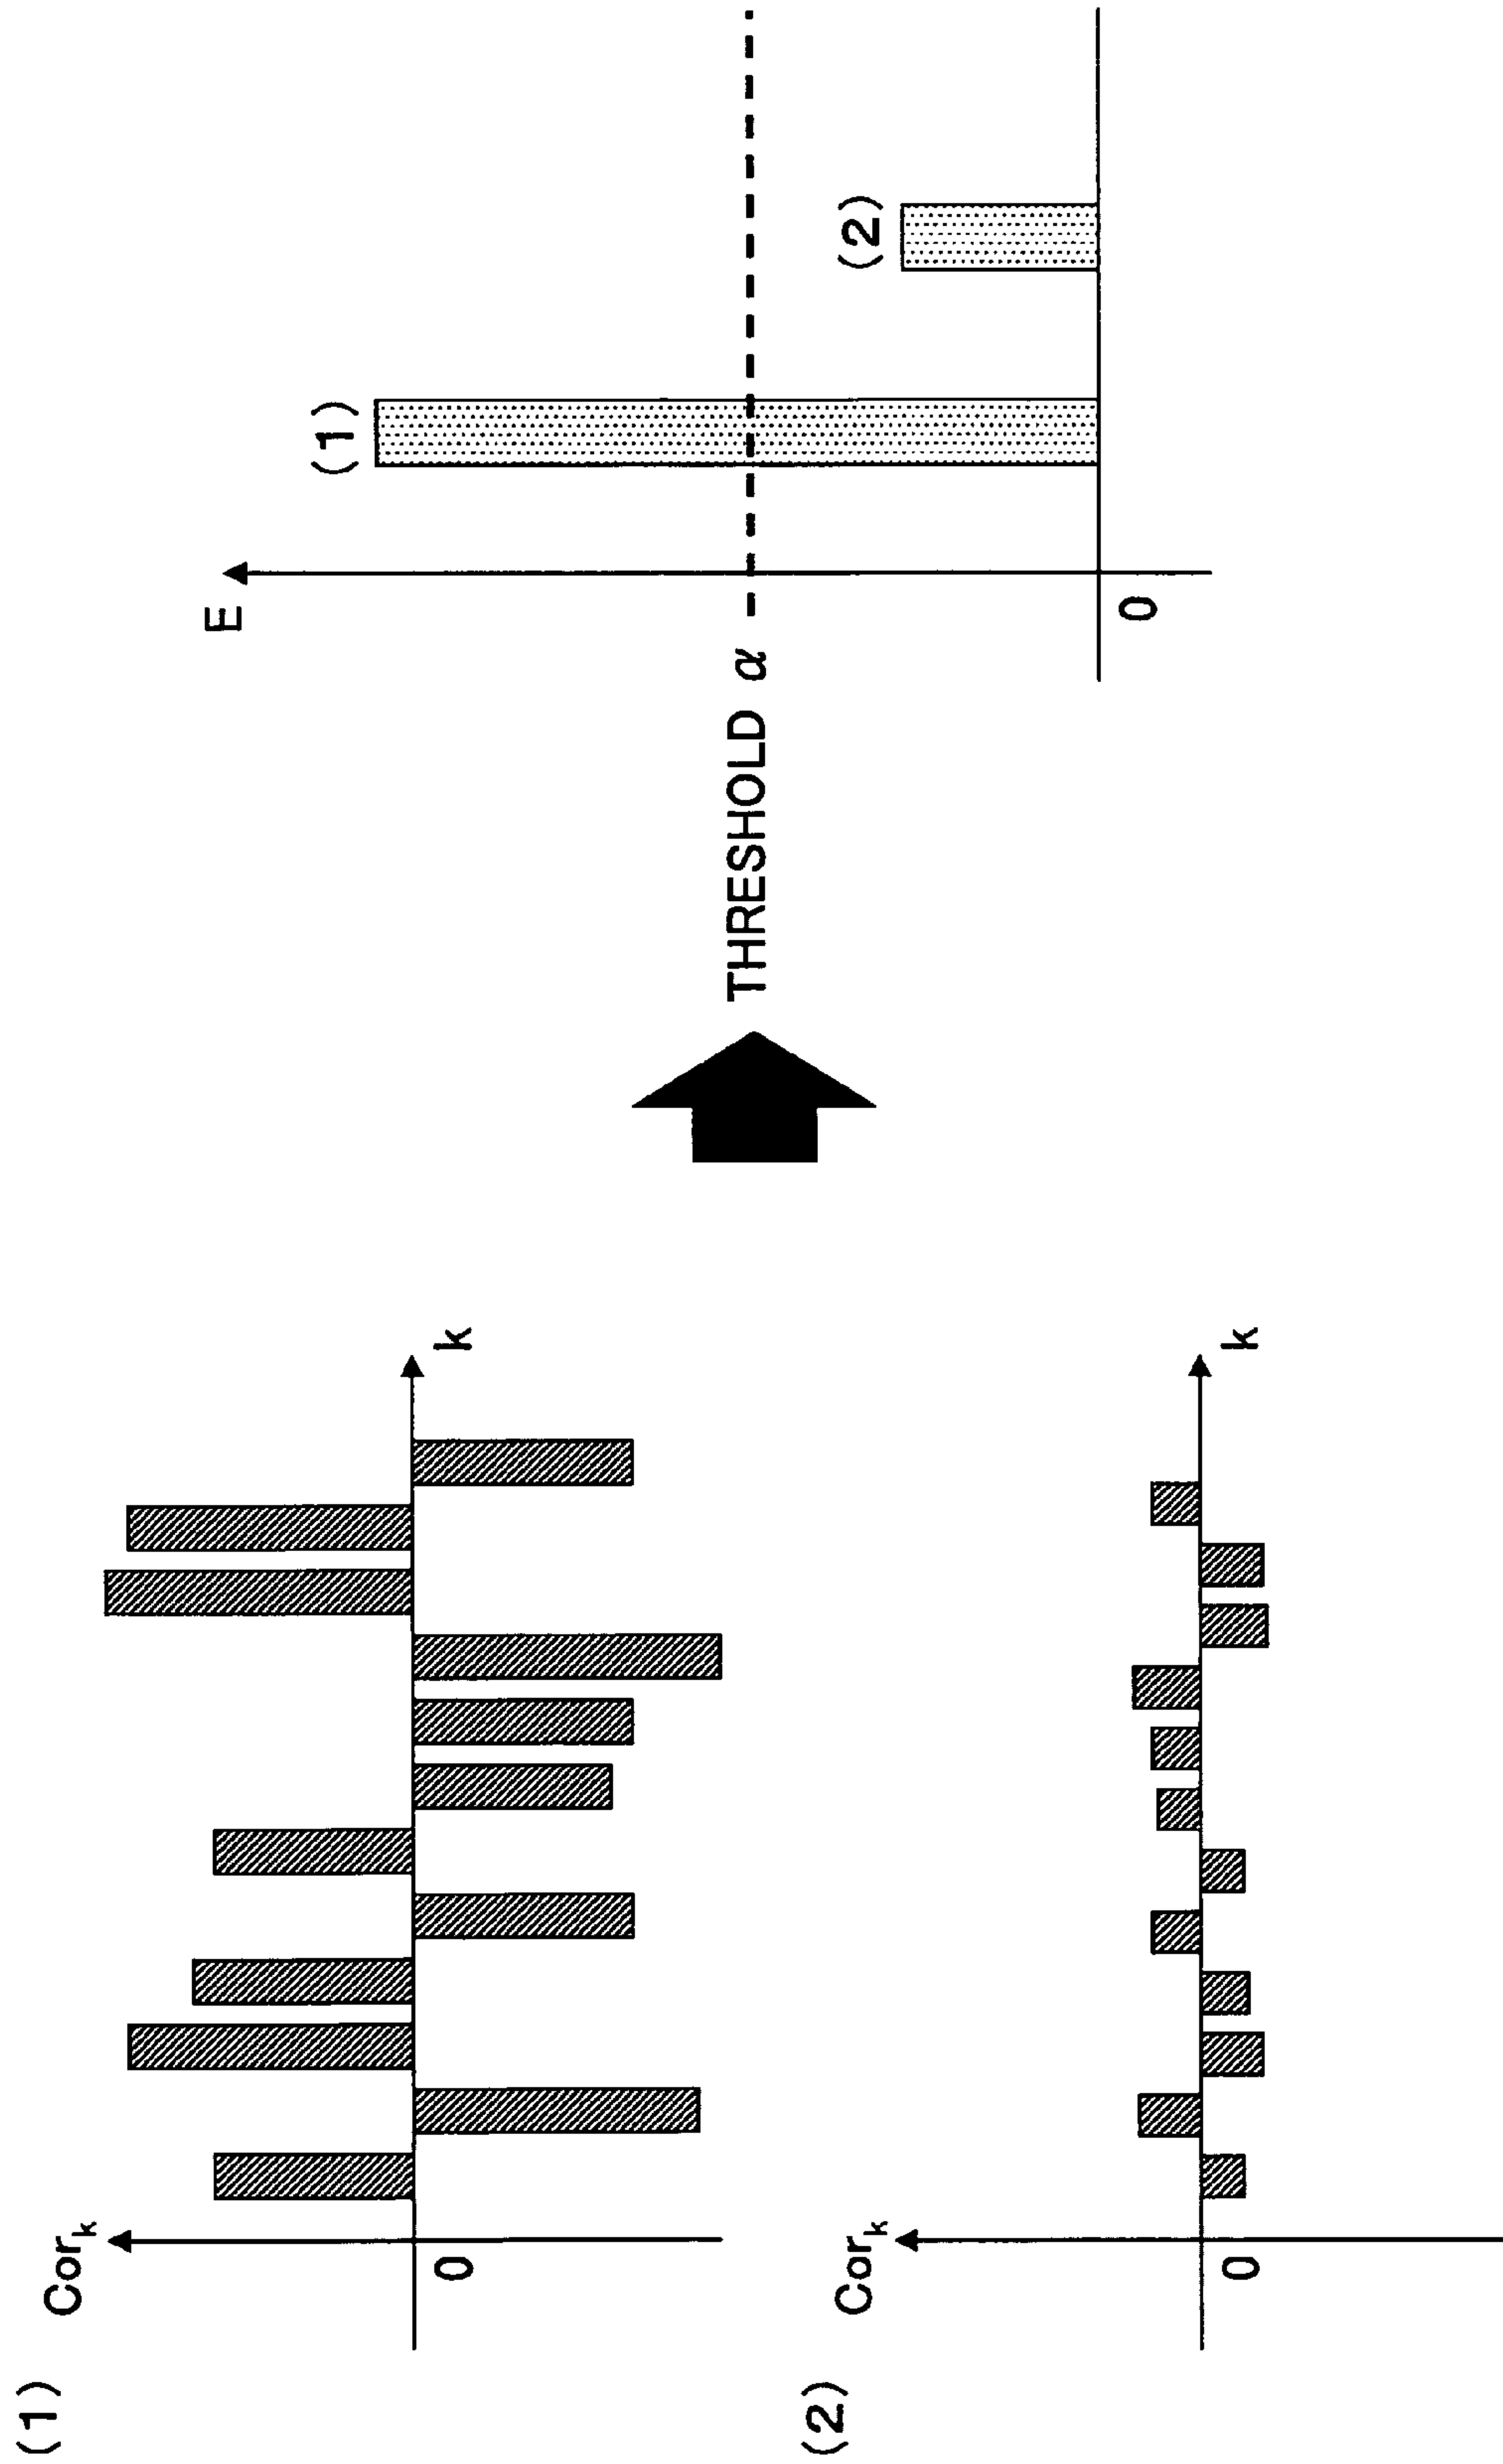 (1)
Cor_k
0
k
(2)
Cor_k
0
k
THRESHOLD α
E
0
(1)
(2)